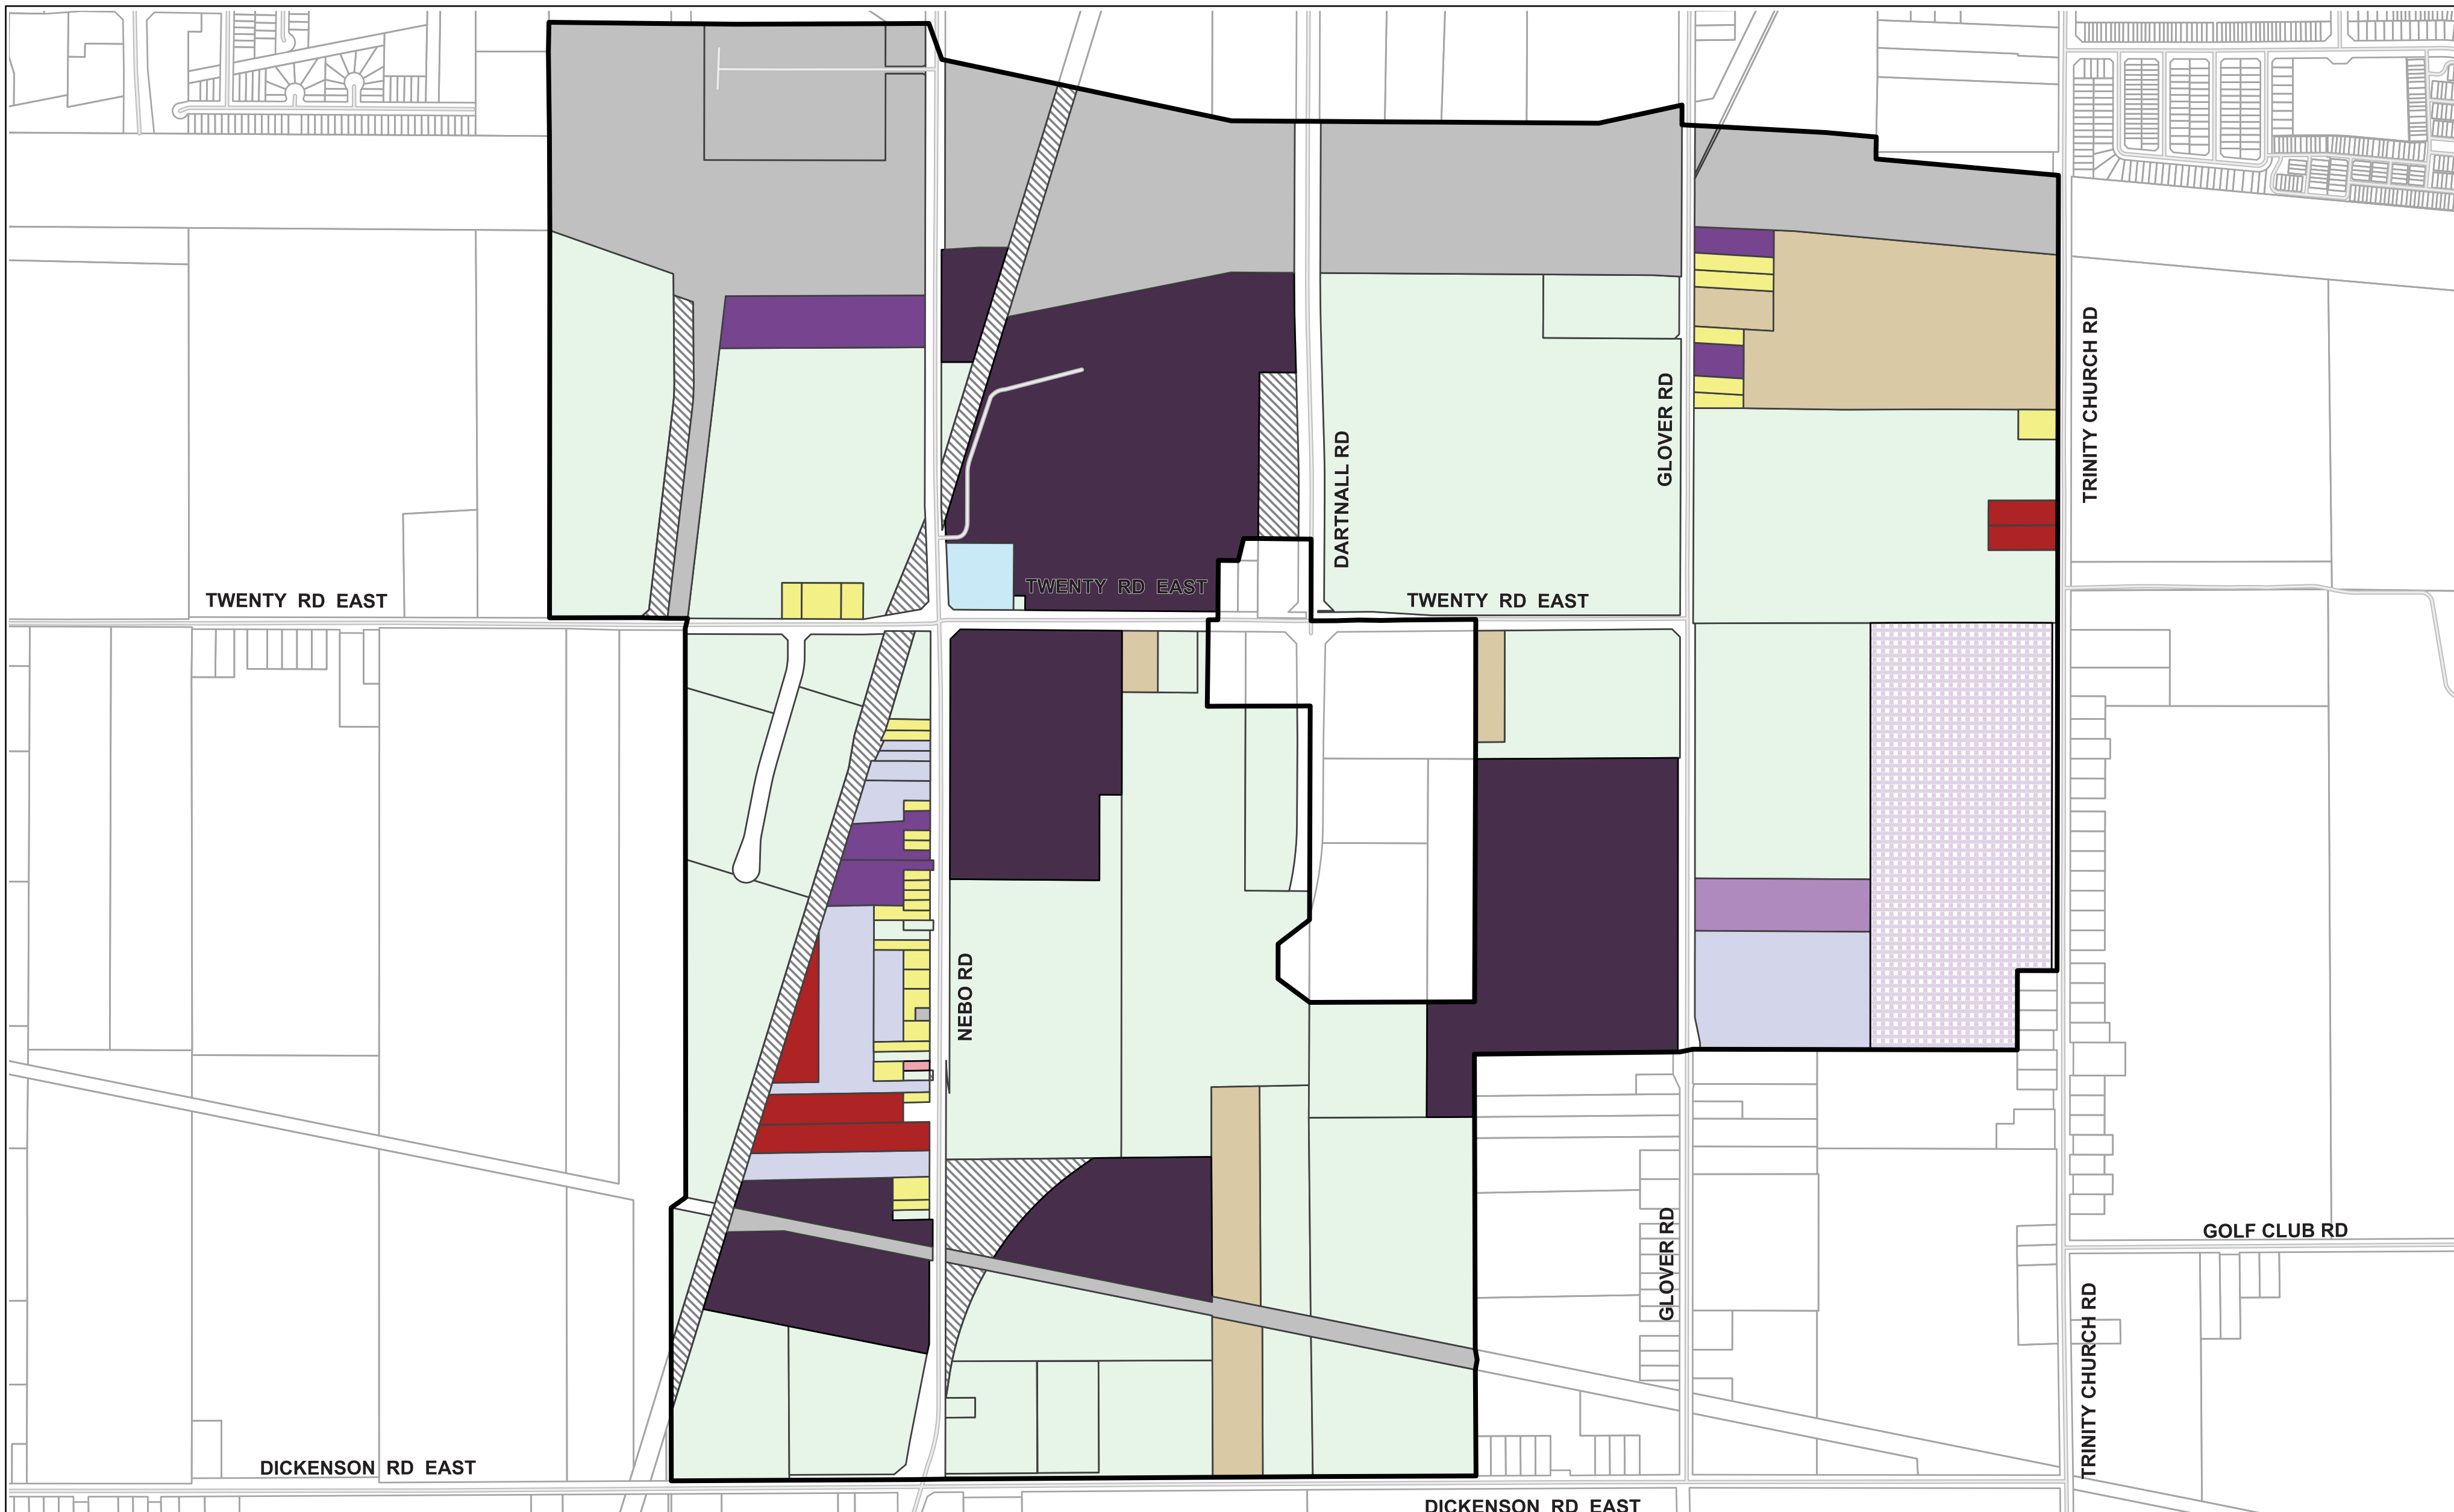 TRINITY CHURCH RD
GLOVER RD
DARTNALL RD
TWENTY RD EAST
TWENTY RD EAST
TWENTY RD EAST
NEBO RD
GLOVER RD
GOLF CLUB RD
TRINITY CHURCH RD
DICKENSON RD EAST
DICKENSON RD EAST